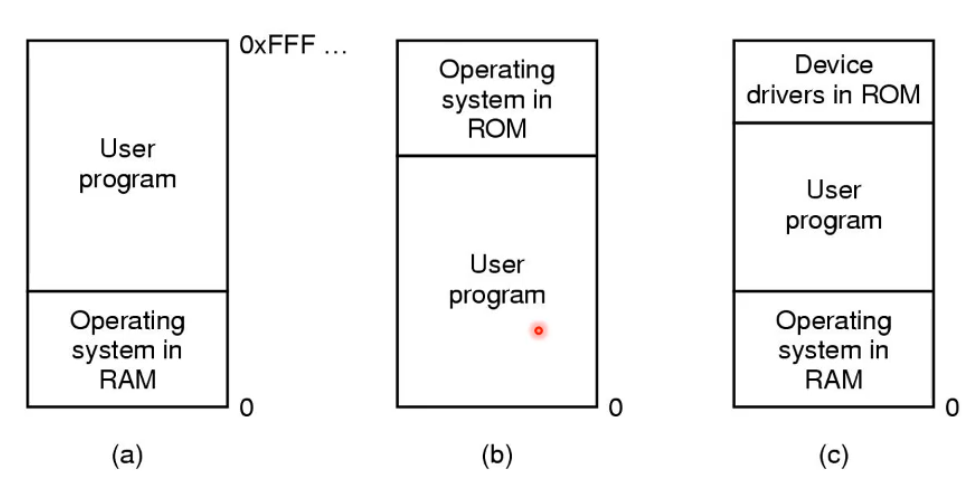 0xFFF ...
User
program
Operating
system in
RAM
0
(a)
Operating
system in
ROM
User
program
0
(b)
Device
drivers in ROM
User
program
Operating
system in
RAM
0
(c)